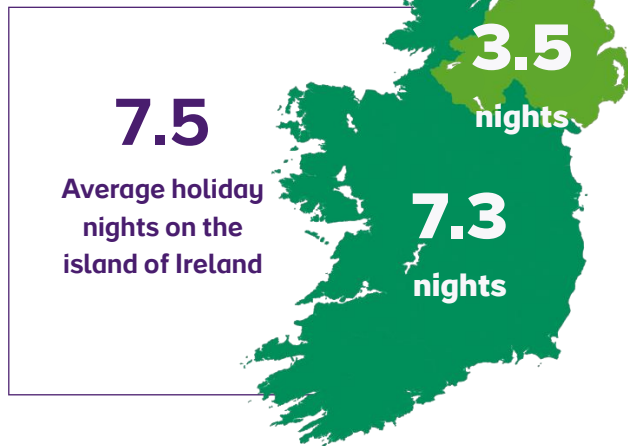 7.5
Average holiday
nights on the
island of Ireland
3.5
nights
7.3
nights